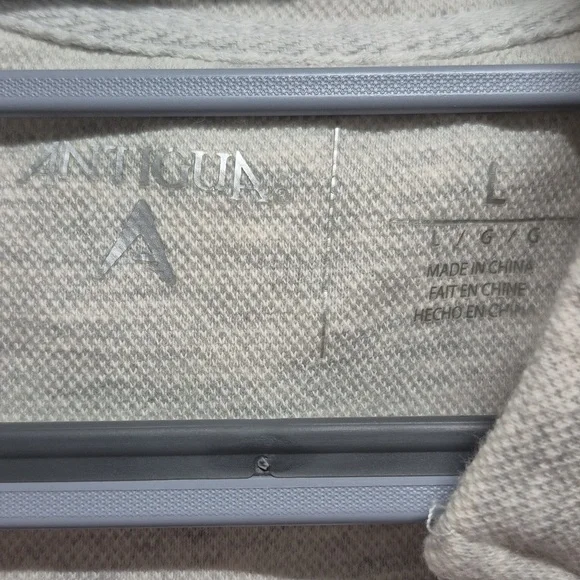 ANTIGUA
L
L / G / G
MADE IN CHINA
FAIT EN CHINE
HECHO EN CHINA